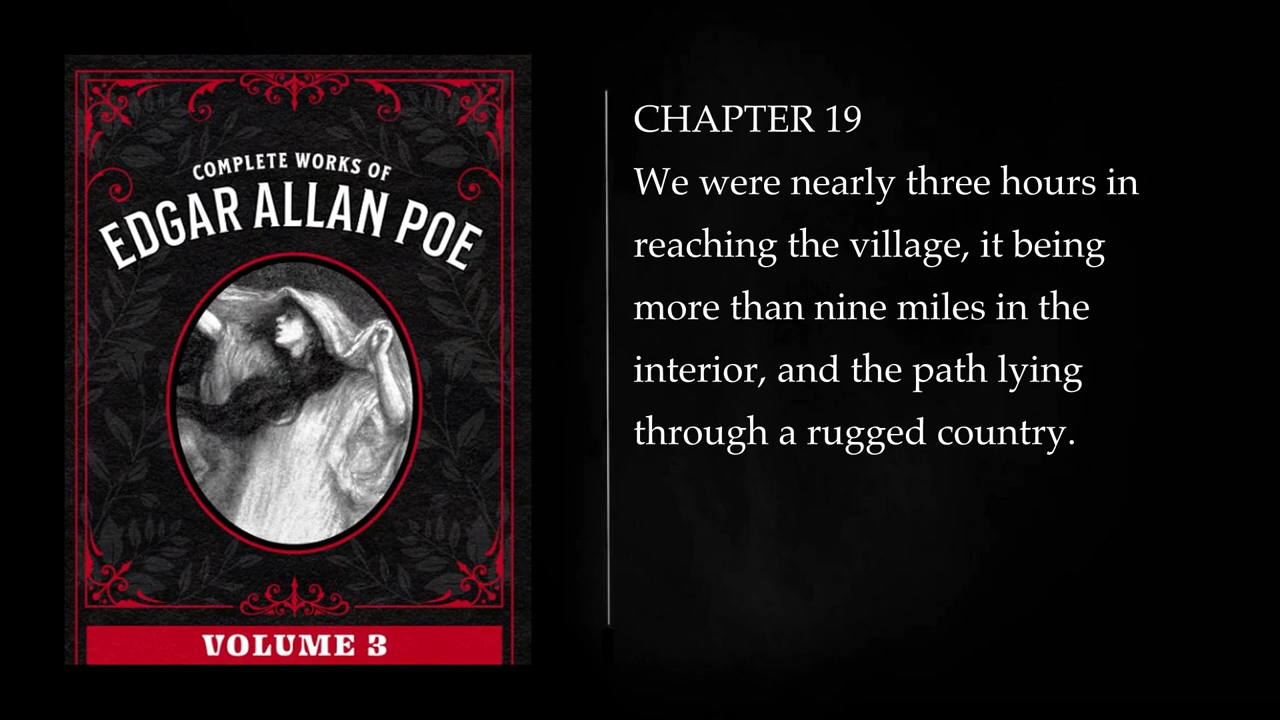 COMPLETE WORKS OF
EDGAR ALLAN POE
VOLUME 3
CHAPTER 19
We were nearly three hours in
reaching the village, it being
more than nine miles in the
interior, and the path lying
through a rugged country.